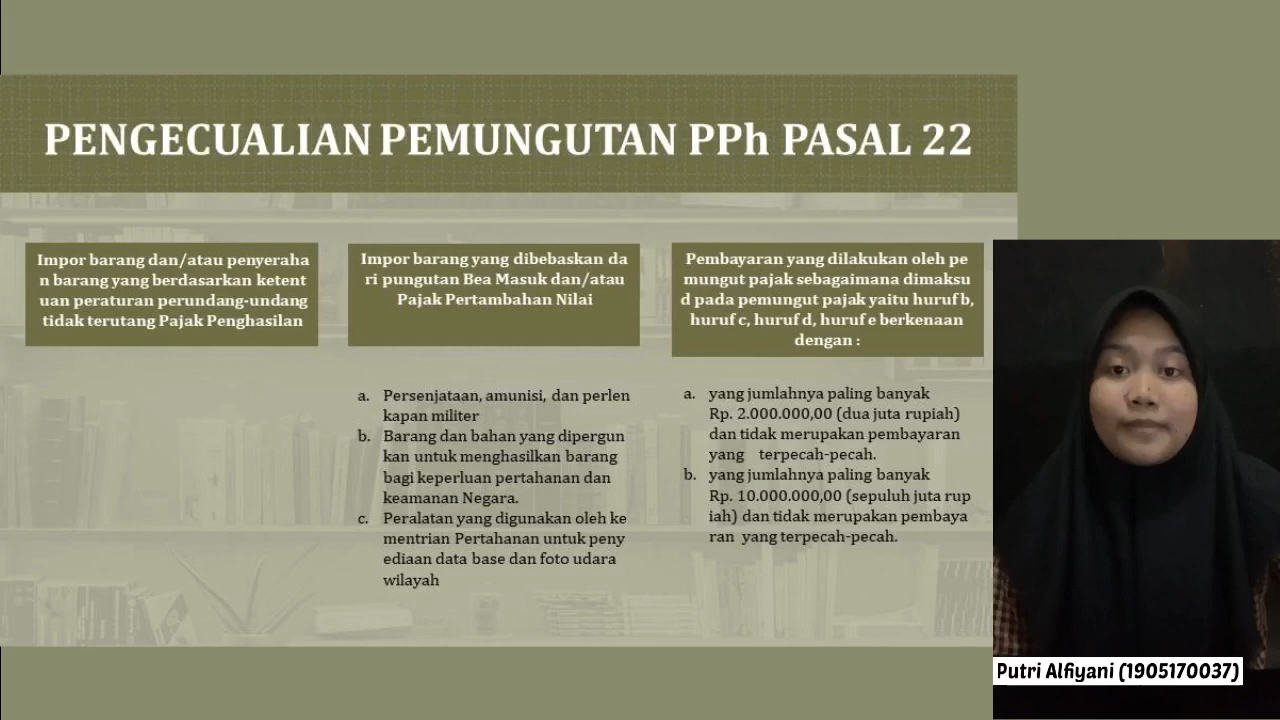 PENGECUALIAN PEMUNGUTAN PPh PASAL 22
Impor barang dan/atau penyeraha
n barang yang berdasarkan ketent
uan peraturan perundang-undang
tidak terutang Pajak Penghasilan
Impor barang yang dibebaskan da
ri pungutan Bea Masuk dan/atau
Pajak Pertambahan Nilai
a. Persenjataan, amunisi, dan perlen
kapan militer
b. Barang dan bahan yang dipergun
kan untuk menghasilkan barang
bagi keperluan pertahanan dan
keamanan Negara.
c. Peralatan yang digunakan oleh ke
mentrian Pertahanan untuk peny
ediaan data base dan foto udara
wilayah
Pembayaran yang dilakukan oleh pe
mungut pajak sebagaimana dimaksu
d pada pemungut pajak yaitu huruf b,
huruf c, huruf d, huruf e berkenaan
dengan :
a. yang jumlahnya paling banyak
Rp. 2.000.000,00 (dua juta rupiah)
dan tidak merupakan pembayaran
yang terpecah-pecah.
b. yang jumlahnya paling banyak
Rp. 10.000.000,00 (sepuluh juta rup
iah) dan tidak merupakan pembaya
ran yang terpecah-pecah.
Putri Alfiyani (1905170037)